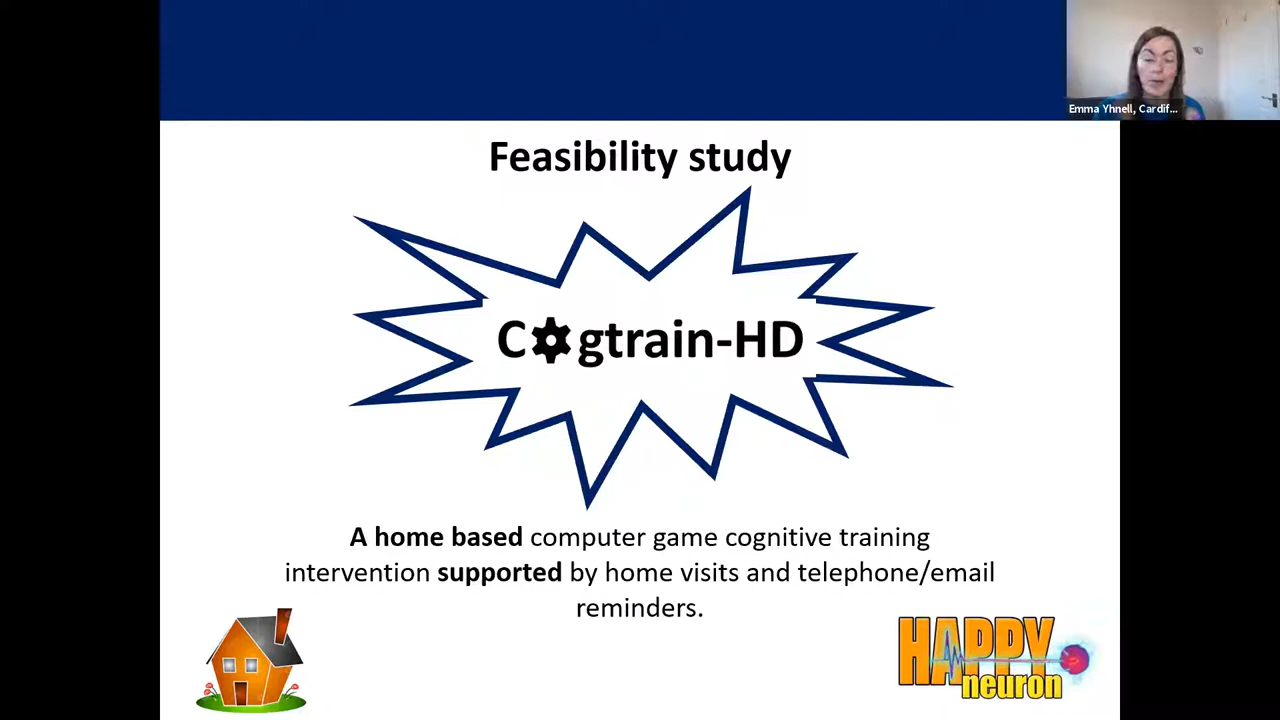 Emma Yhnell, Cardif...
Feasibility study
C gtrain-HD
A home based computer game cognitive training
intervention supported by home visits and telephone/email
reminders.
HAPPY
neuron